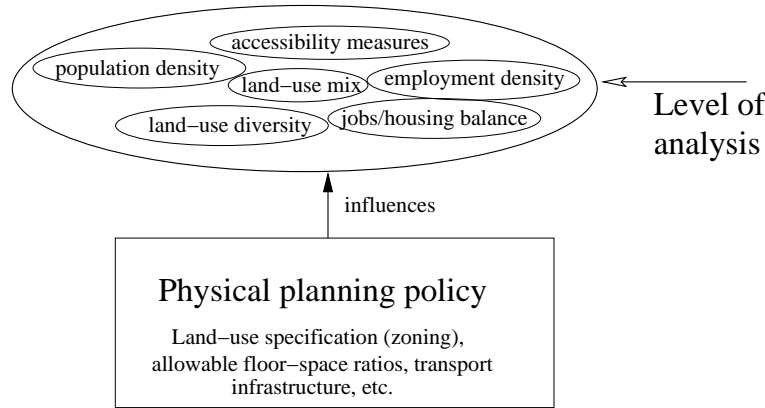 accessibility measures
population density
employment density
land−use mix
land−use diversity
jobs/housing balance
Level of
analysis
influences
Physical planning policy
Land−use specification (zoning),
allowable floor−space ratios, transport
infrastructure, etc.